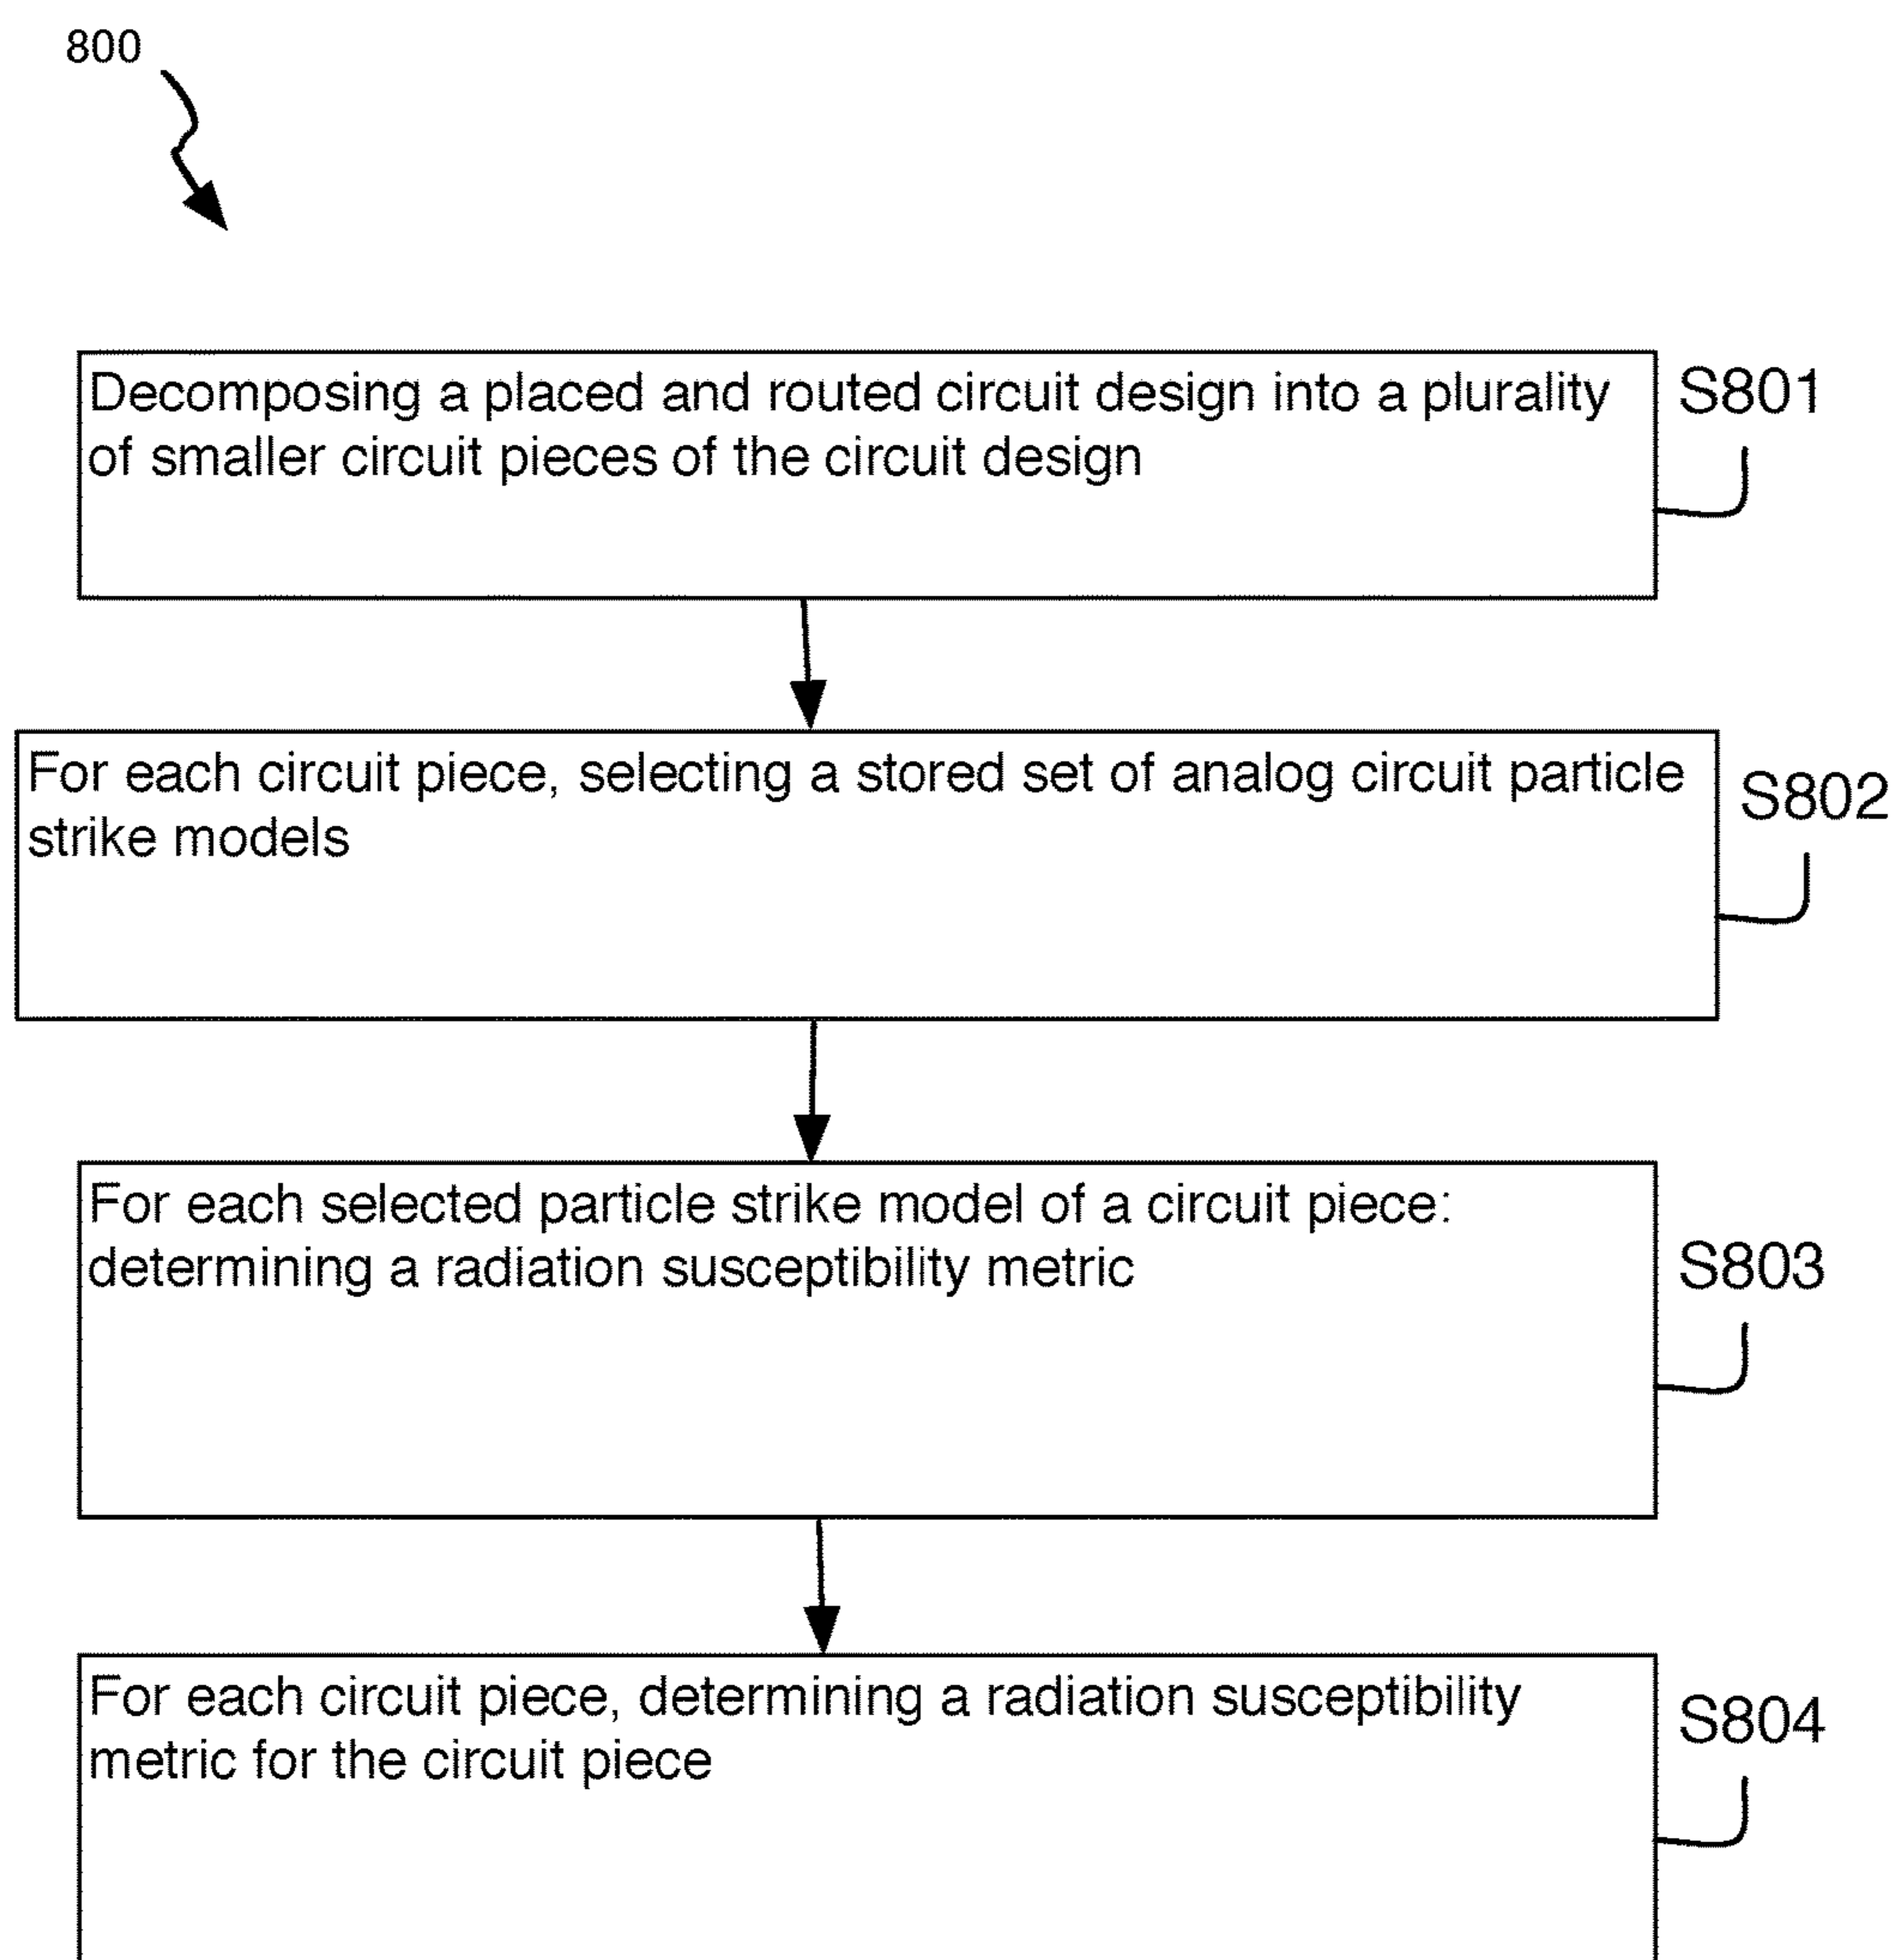 800
Decomposing a placed and routed circuit design into a plurality
of smaller circuit pieces of the circuit design
S801
For each circuit piece, selecting a stored set of analog circuit particle
strike models
S802
For each selected particle strike model of a circuit piece:
determining a radiation susceptibility metric
S803
For each circuit piece, determining a radiation susceptibility
metric for the circuit piece
S804